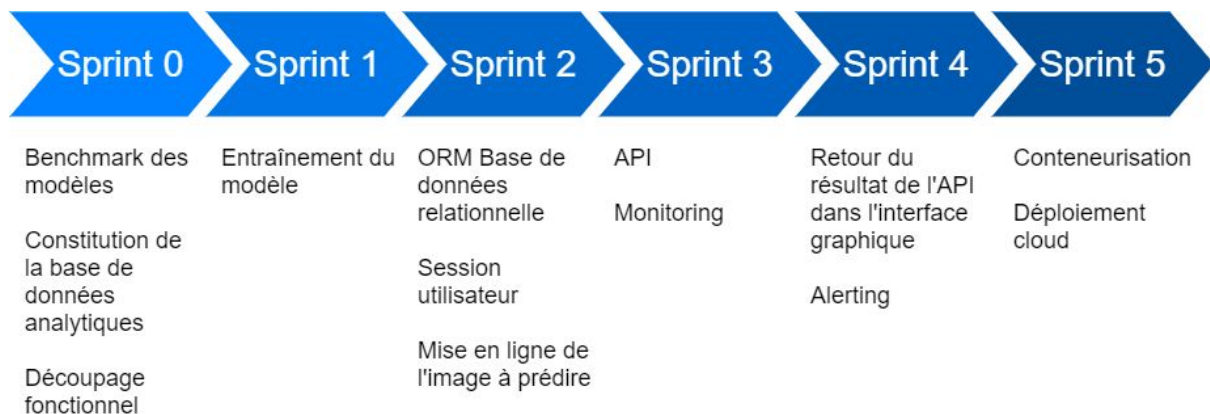 Sprint 0
Sprint 1
Sprint 2
Sprint 3
Sprint 4
Sprint 5
Benchmark des
modèles
Constitution de
la base de
données
analytiques
Découpage
fonctionnel
Entraînement du
modèle
ORM Base de
données
relationnelle
Session
utilisateur
Mise en ligne de
l'image à prédire
API
Monitoring
Retour du
résultat de l'API
dans l'interface
graphique
Alerting
Conteneurisation
Déploiement
cloud